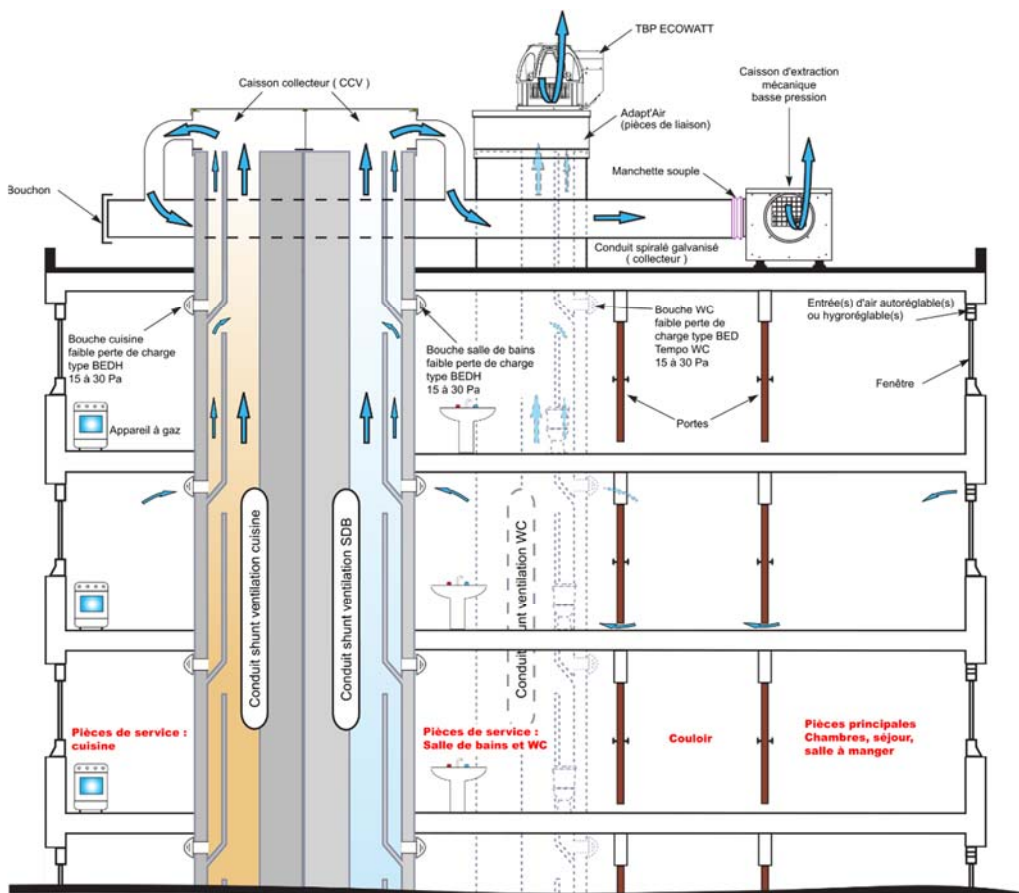 TBP ECOWATT
Caisson collecteur ( CCV )
Caisson d'extraction
mécanique
basse pression
Adapt'Air
(pièces de liaison)
Manchette souple
Bouchon
Conduit spiralé galvanisé
( collecteur )
Bouche cuisine
faible perte de charge
type BEDH
15 à 30 Pa
Bouche salle de bains
faible perte de charge
type BEDH
15 à 30 Pa
Bouche WC
faible perte de
charge type BED
Tempo WC
15 à 30 Pa
Entrée(s) d'air autoréglable(s)
ou hygroréglable(s)
Fenêtre
Appareil à gaz
Portes
Conduit shunt ventilation cuisine
Conduit shunt ventilation SDB
Conduit shunt ventilation WC
Pièces de service :
cuisine
Pièces de service :
Salle de bains et WC
Couloir
Pièces principales
Chambres, séjour,
salle à manger